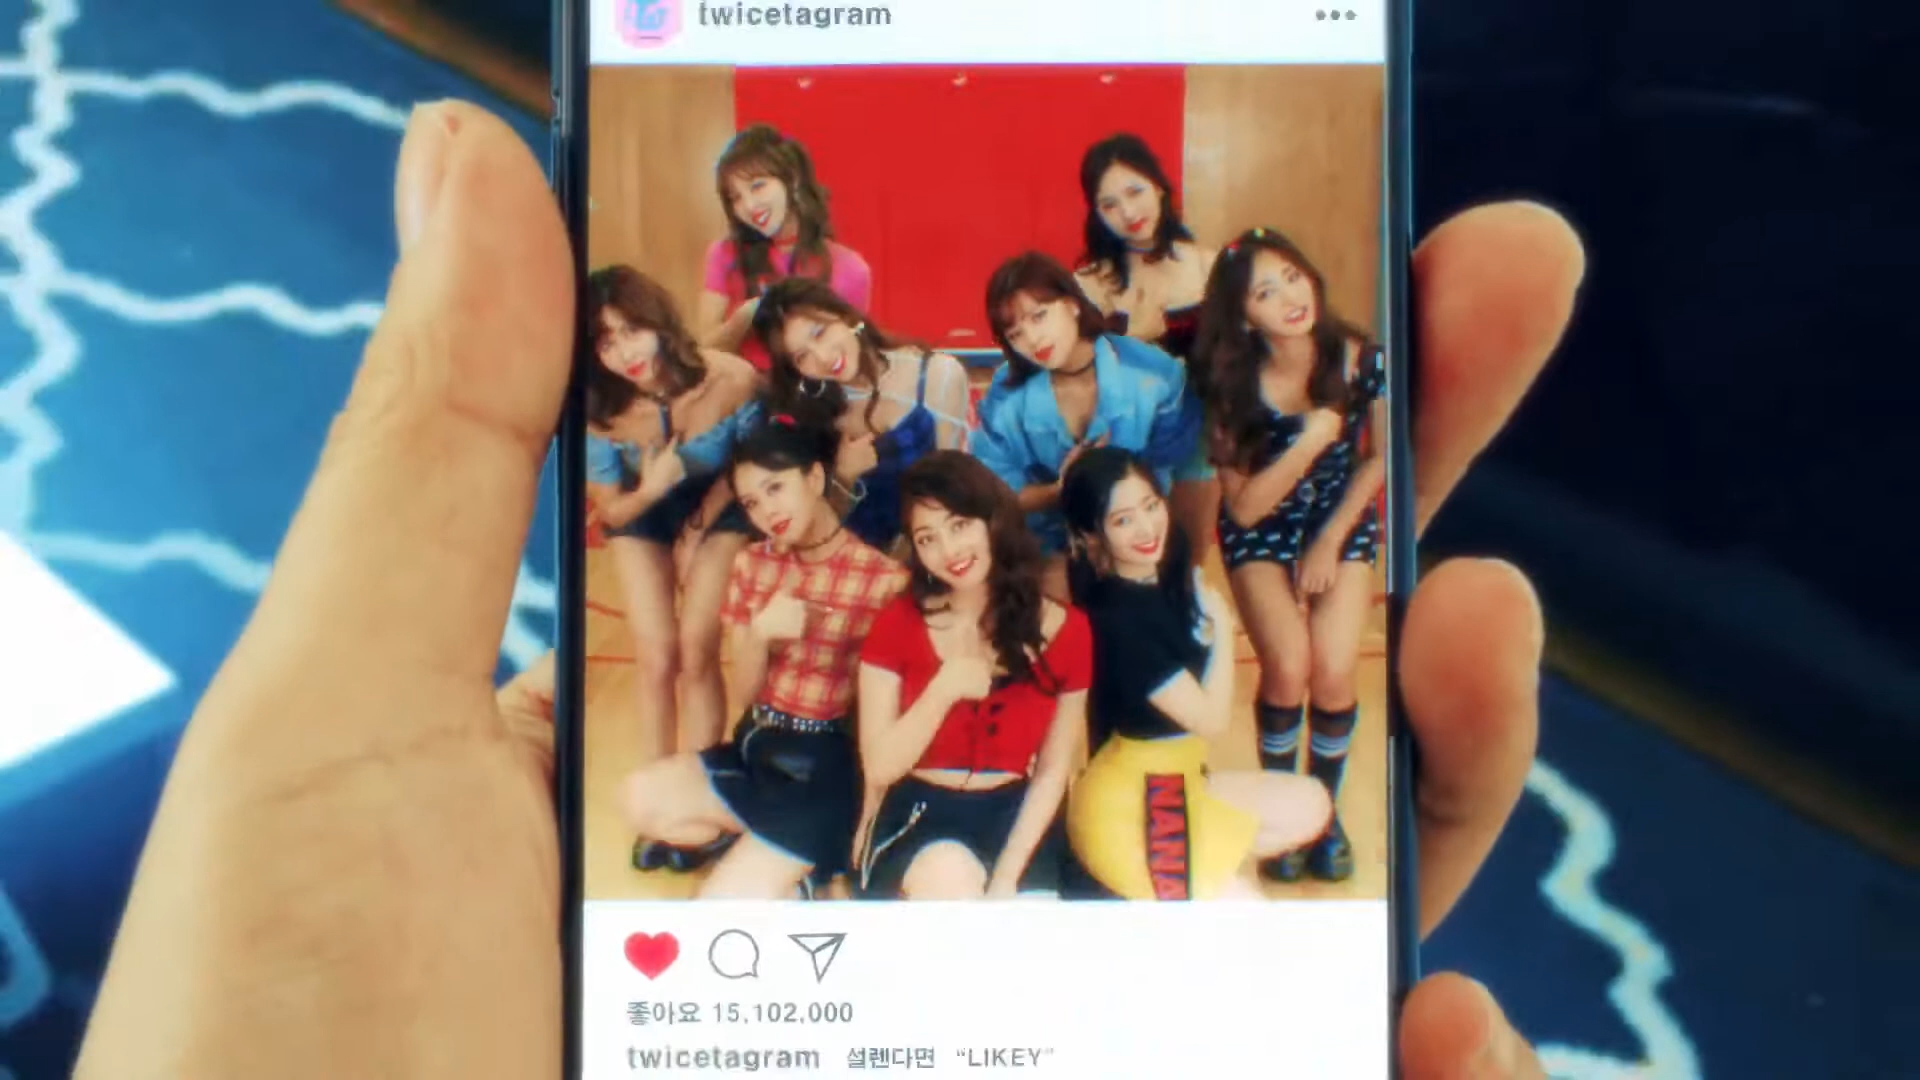 twicetagram
NANA
좋아요 15,102,000
twicetagram 설렌다면 “LIKEY”